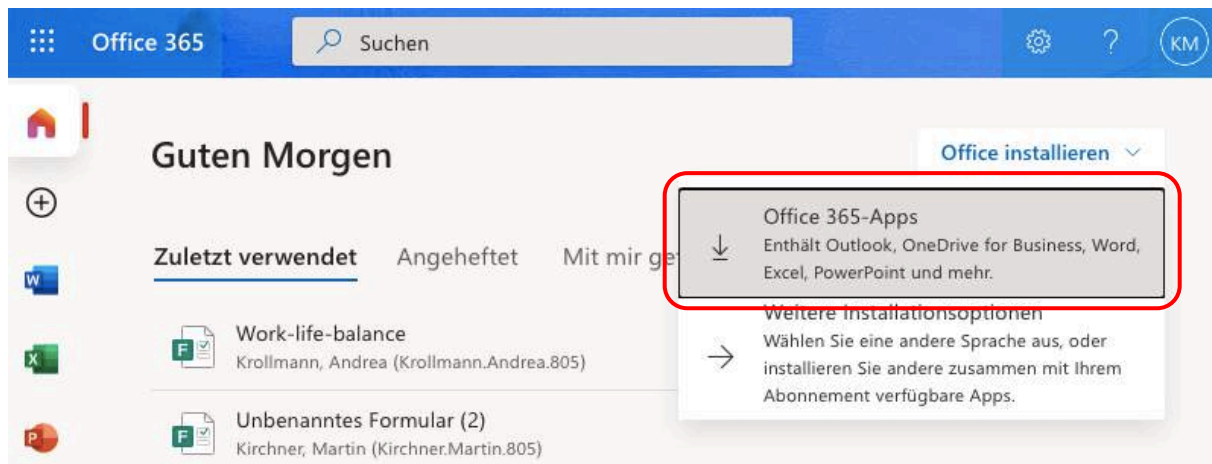 Office 365
Suchen
?
KM
Guten Morgen
Office installieren
Office 365-Apps
Enthält Outlook, OneDrive for Business, Word,
Excel, PowerPoint und mehr.
Zuletzt verwendet Angeheftet Mit mir
Weitere Installationsoptionen
Wählen Sie eine andere Sprache aus, oder
installieren Sie andere zusammen mit Ihrem
Abonnement verfügbare Apps.
W
X
P
F
Work-life-balance
Krollmann, Andrea (Krollmann.Andrea.805)
F
Unbenanntes Formular (2)
Kirchner, Martin (Kirchner.Martin.805)